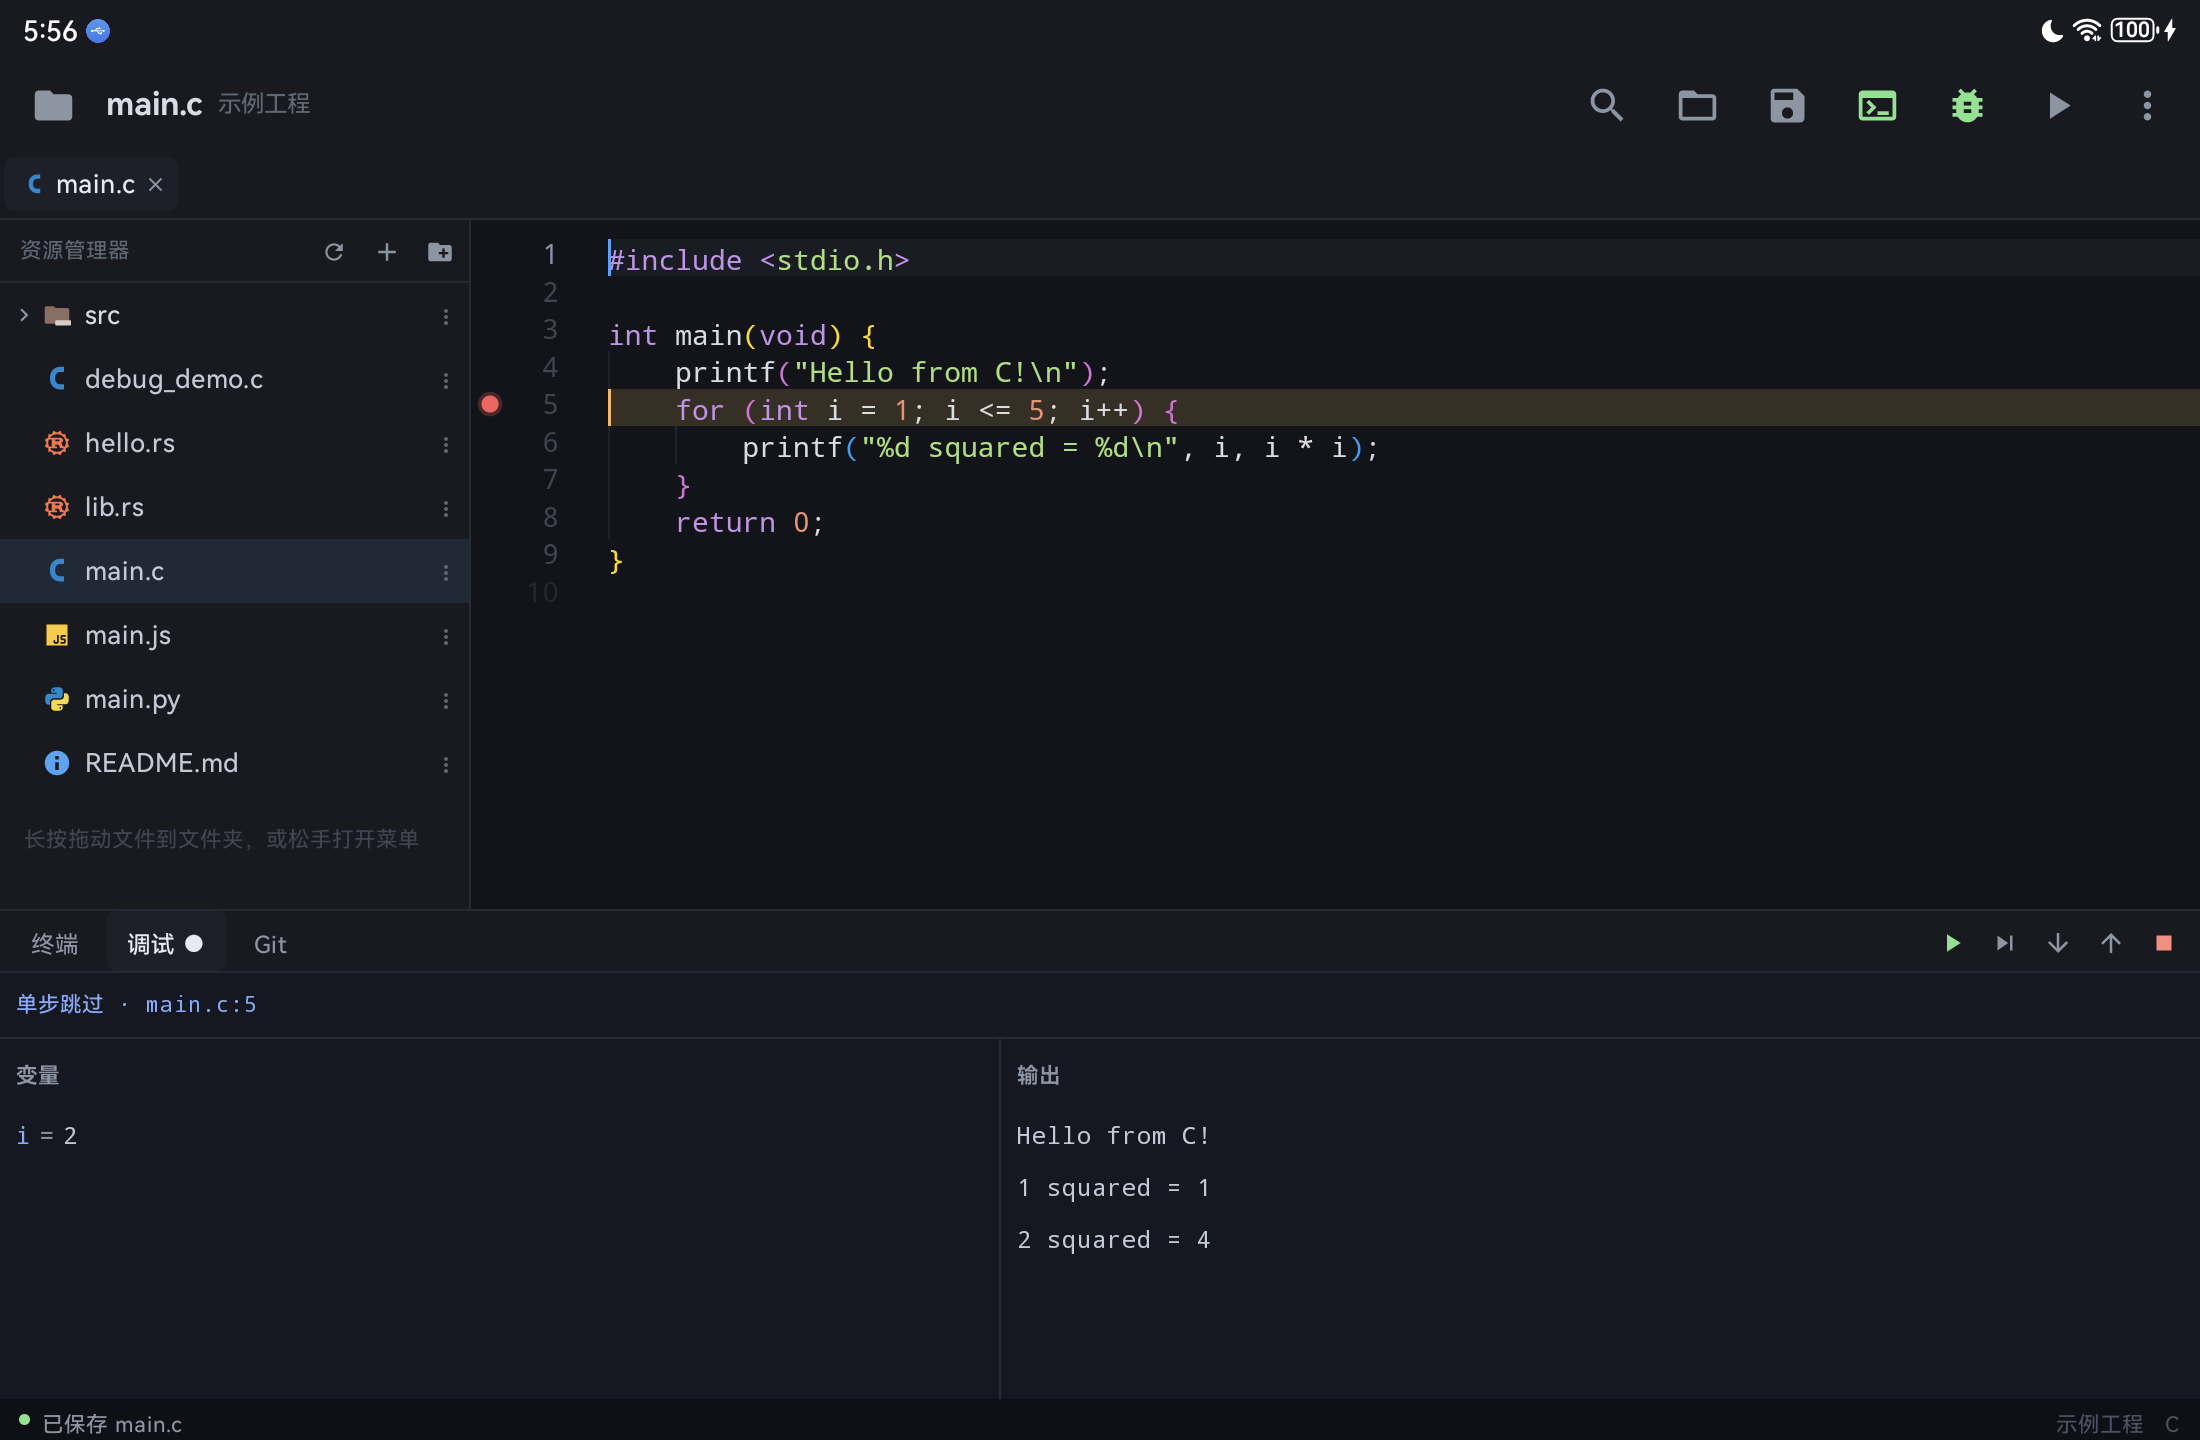 5:56
100
main.c 示例工程
main.c
资源管理器
src
debug_demo.c
hello.rs
lib.rs
main.c
main.js
main.py
README.md
长按拖动文件到文件夹，或松手打开菜单
1 #include <stdio.h>
2
3 int main(void) {
4     printf("Hello from C!\n");
5     for (int i = 1; i <= 5; i++) {
6         printf("%d squared = %d\n", i, i * i);
7     }
8     return 0;
9 }
10
终端 调试 Git
单步跳过 · main.c:5
变量
i = 2
输出
Hello from C!
1 squared = 1
2 squared = 4
已保存 main.c
示例工程 C